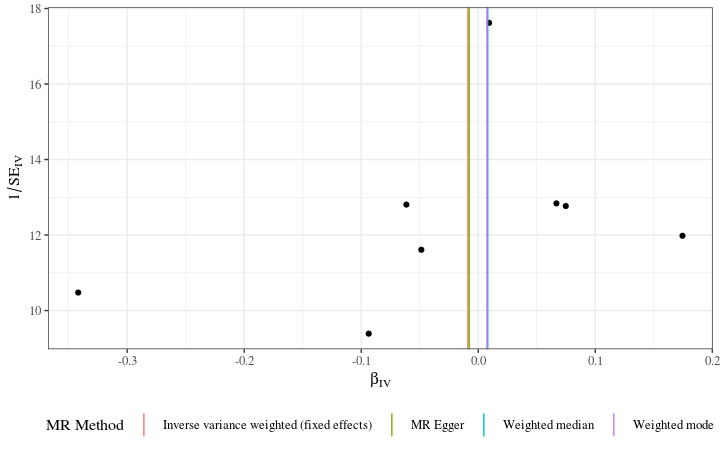 18
16
14
12
10
1/SE_IV
-0.3 -0.2 -0.1 0.0 0.1 0.2
β_IV
MR Method Inverse variance weighted (fixed effects) MR Egger Weighted median Weighted mode